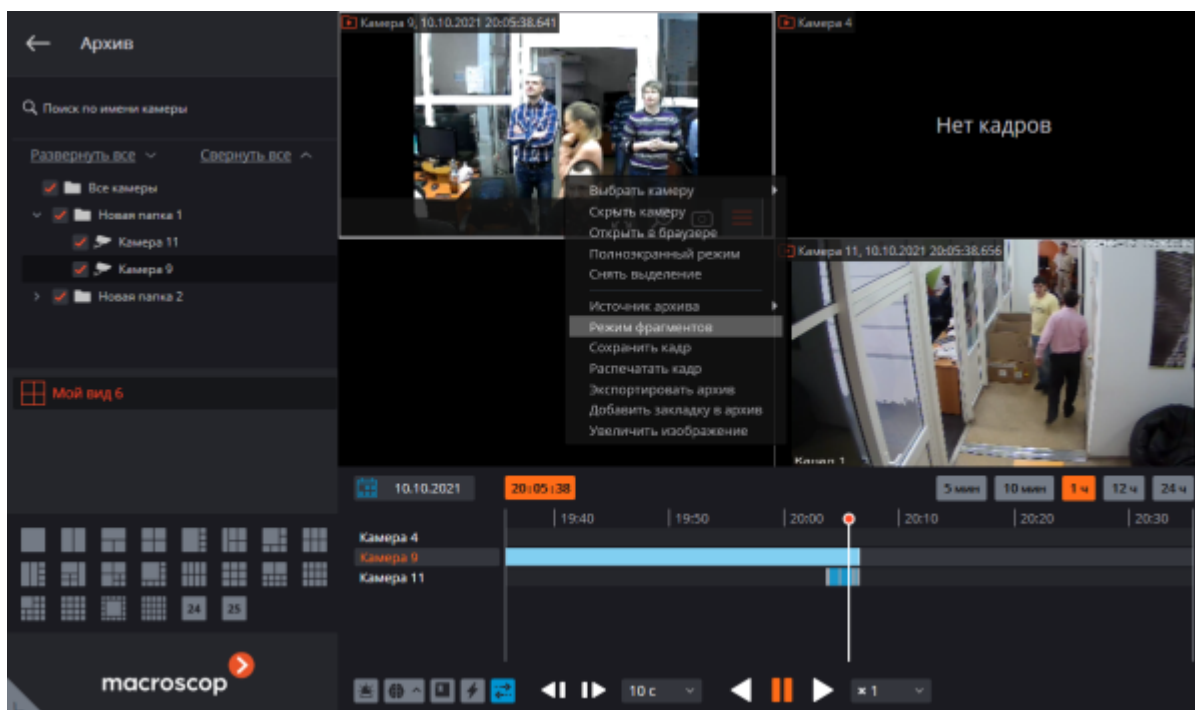 Архив
Поиск по имени камеры
Развернуть все
Свернуть все
Все камеры
Новая папка 1
Камера 11
Камера 9
Новая папка 2
Мой вид 6
24
25
macroscop
Камера 9, 10.10.2021 20:05:38.641
Камера 4
Нет кадров
Выбрать камеру
Скрыть камеру
Открыть в браузере
Полноэкранный режим
Снять выделение
Источник архива
Режим фрагментов
Сохранить кадр
Распечатать кадр
Экспортировать архив
Добавить закладку в архив
Увеличить изображение
Камера 11, 10.10.2021 20:05:38.656
Канал 1
10.10.2021
20:05:38
5 мин
10 мин
1 ч
12 ч
24 ч
19:40
19:50
20:00
20:10
20:20
20:30
Камера 4
Камера 9
Камера 11
10 с
× 1